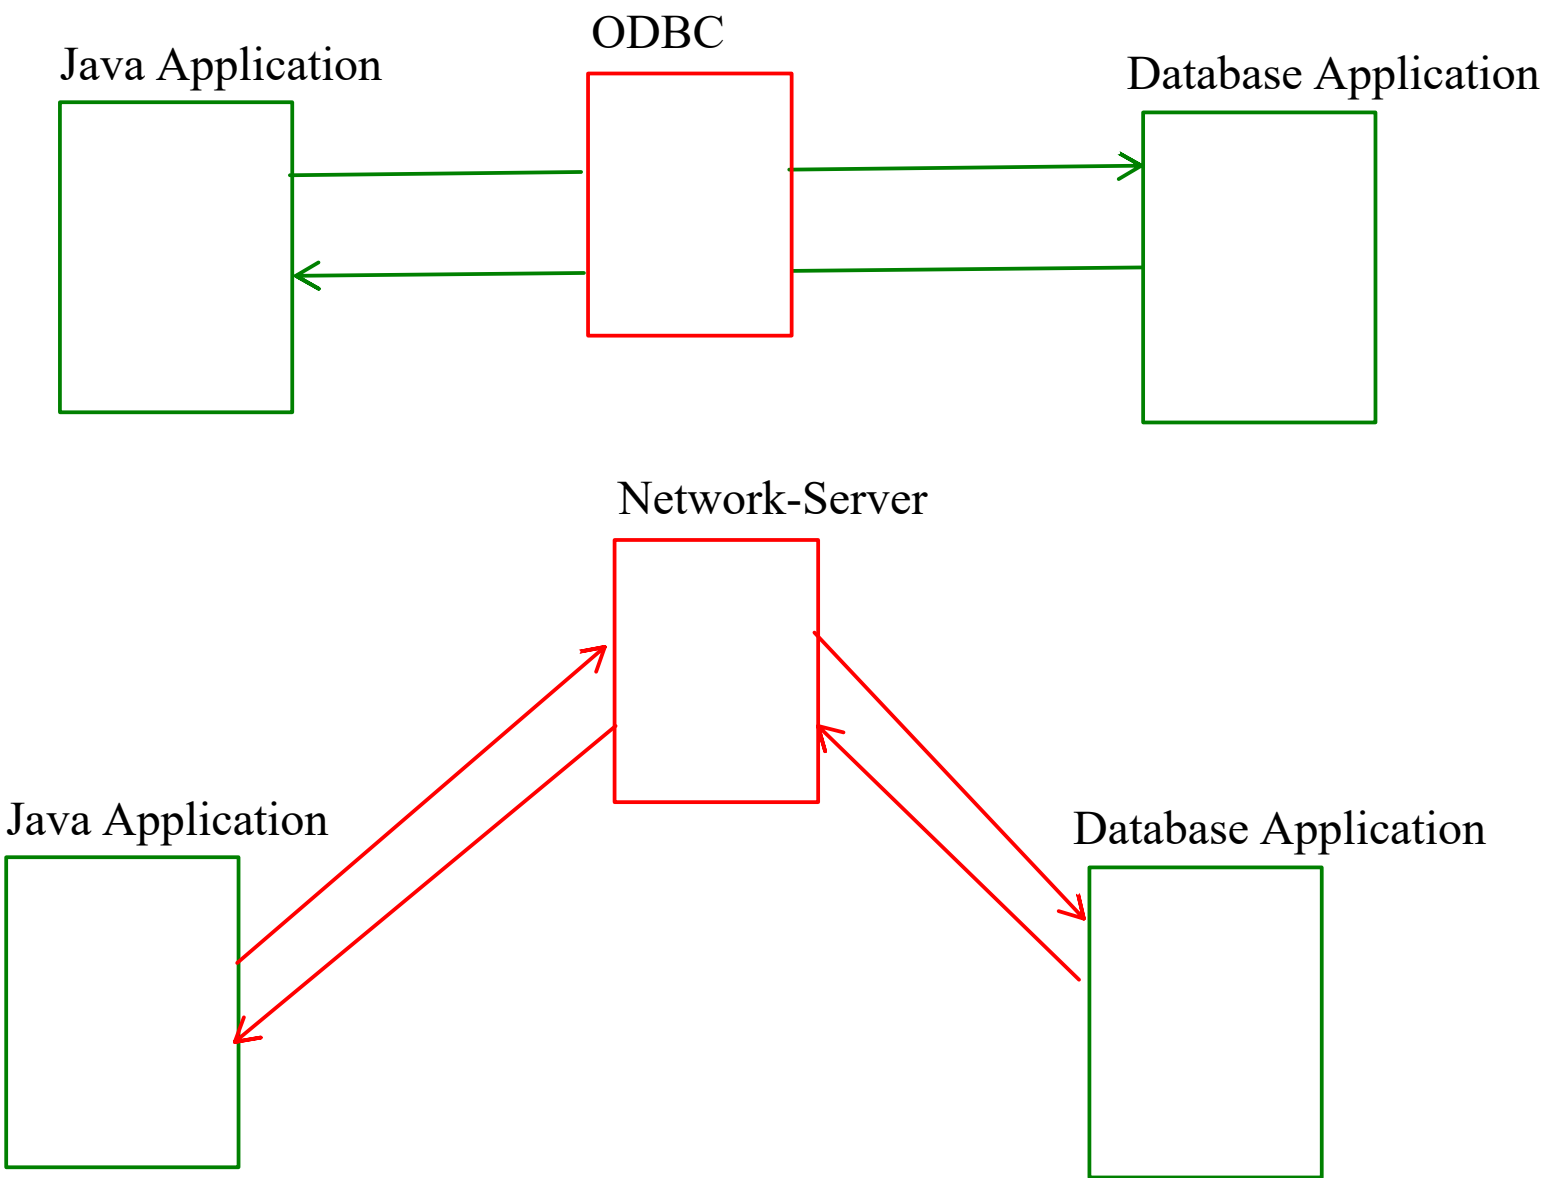 ODBC
Java Application
Database Application
Network-Server
Java Application
Database Application